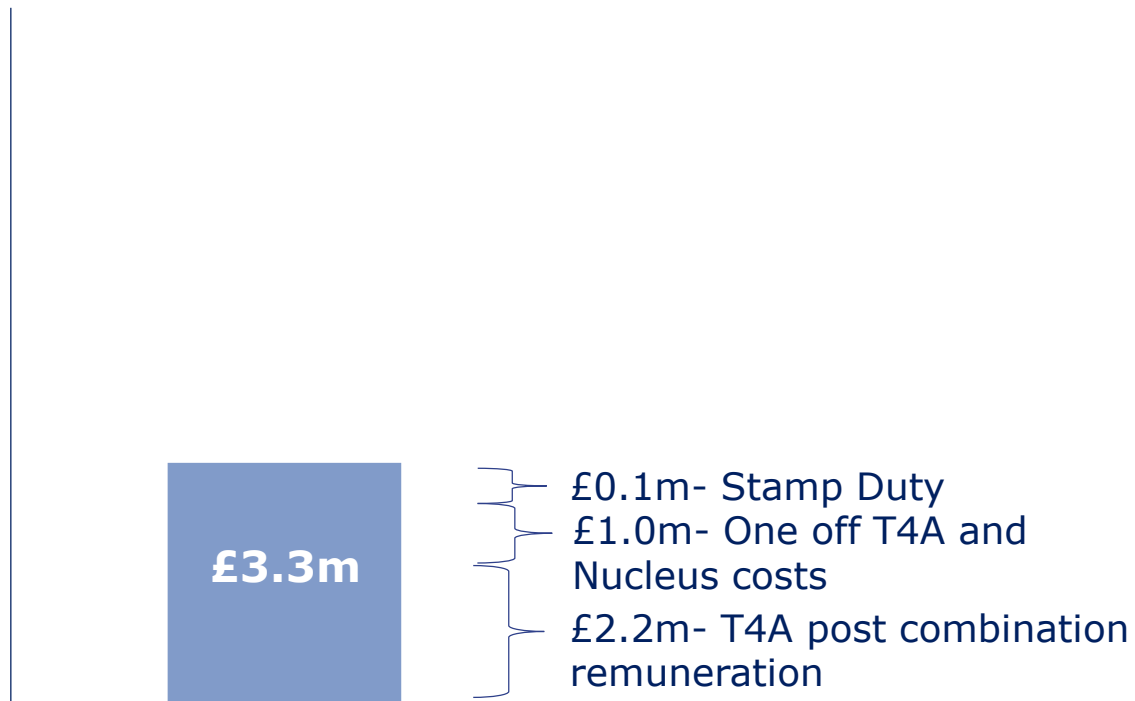 £0.1m- Stamp Duty
£1.0m- One off T4A and
Nucleus costs
£3.3m
£2.2m- T4A post combination
remuneration